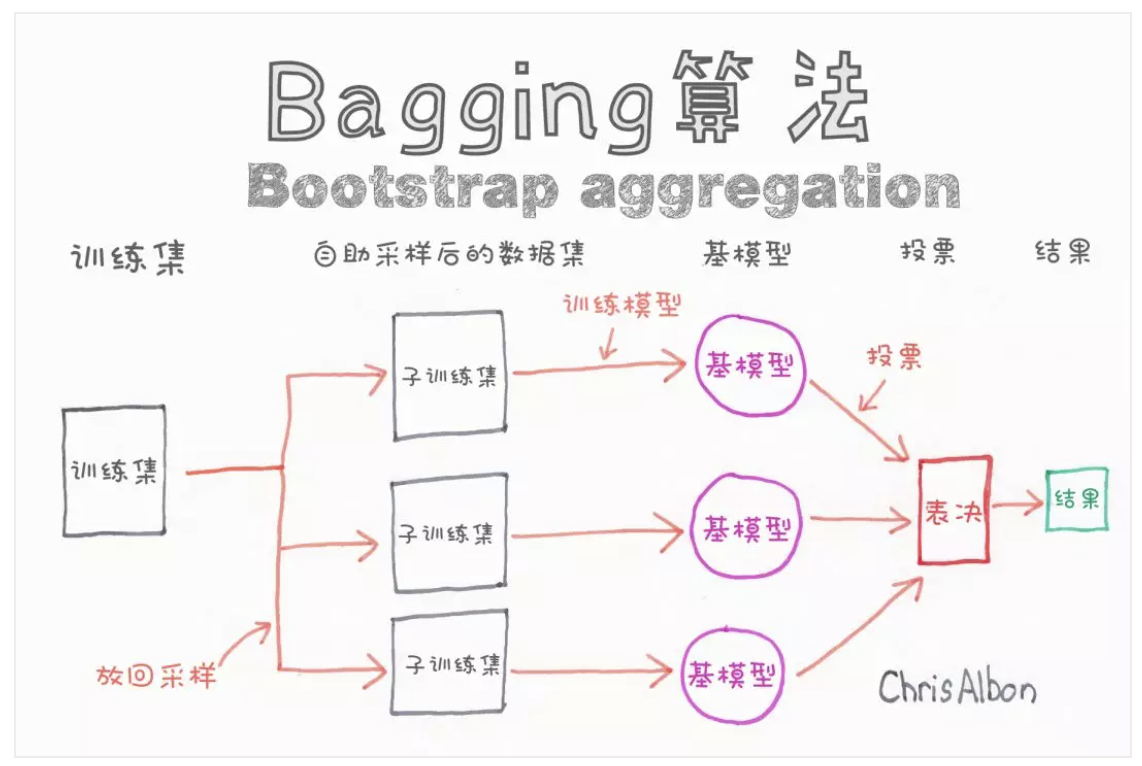 Bagging算法
Bootstrap aggregation
训练集 自助采样后的数据集 基模型 投票 结果
训练模型
子训练集
基模型
投票
训练集
子训练集
基模型
表决
结果
放回采样
子训练集
基模型
ChrisAlbon